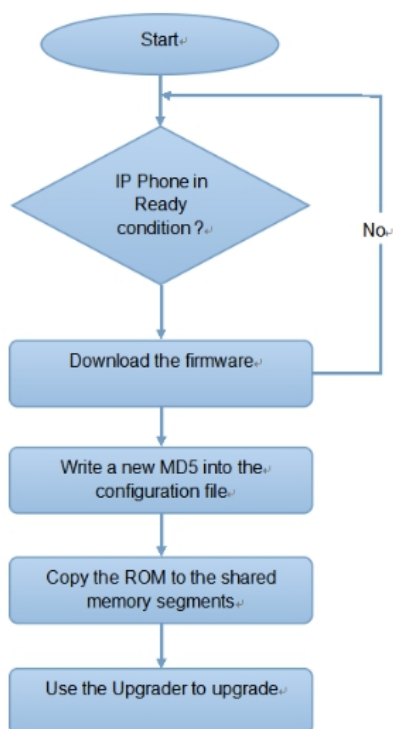 Start
IP Phone in
Ready
condition?
No
Download the firmware
Write a new MD5 into the
configuration file
Copy the ROM to the shared
memory segments
Use the Upgrader to upgrade